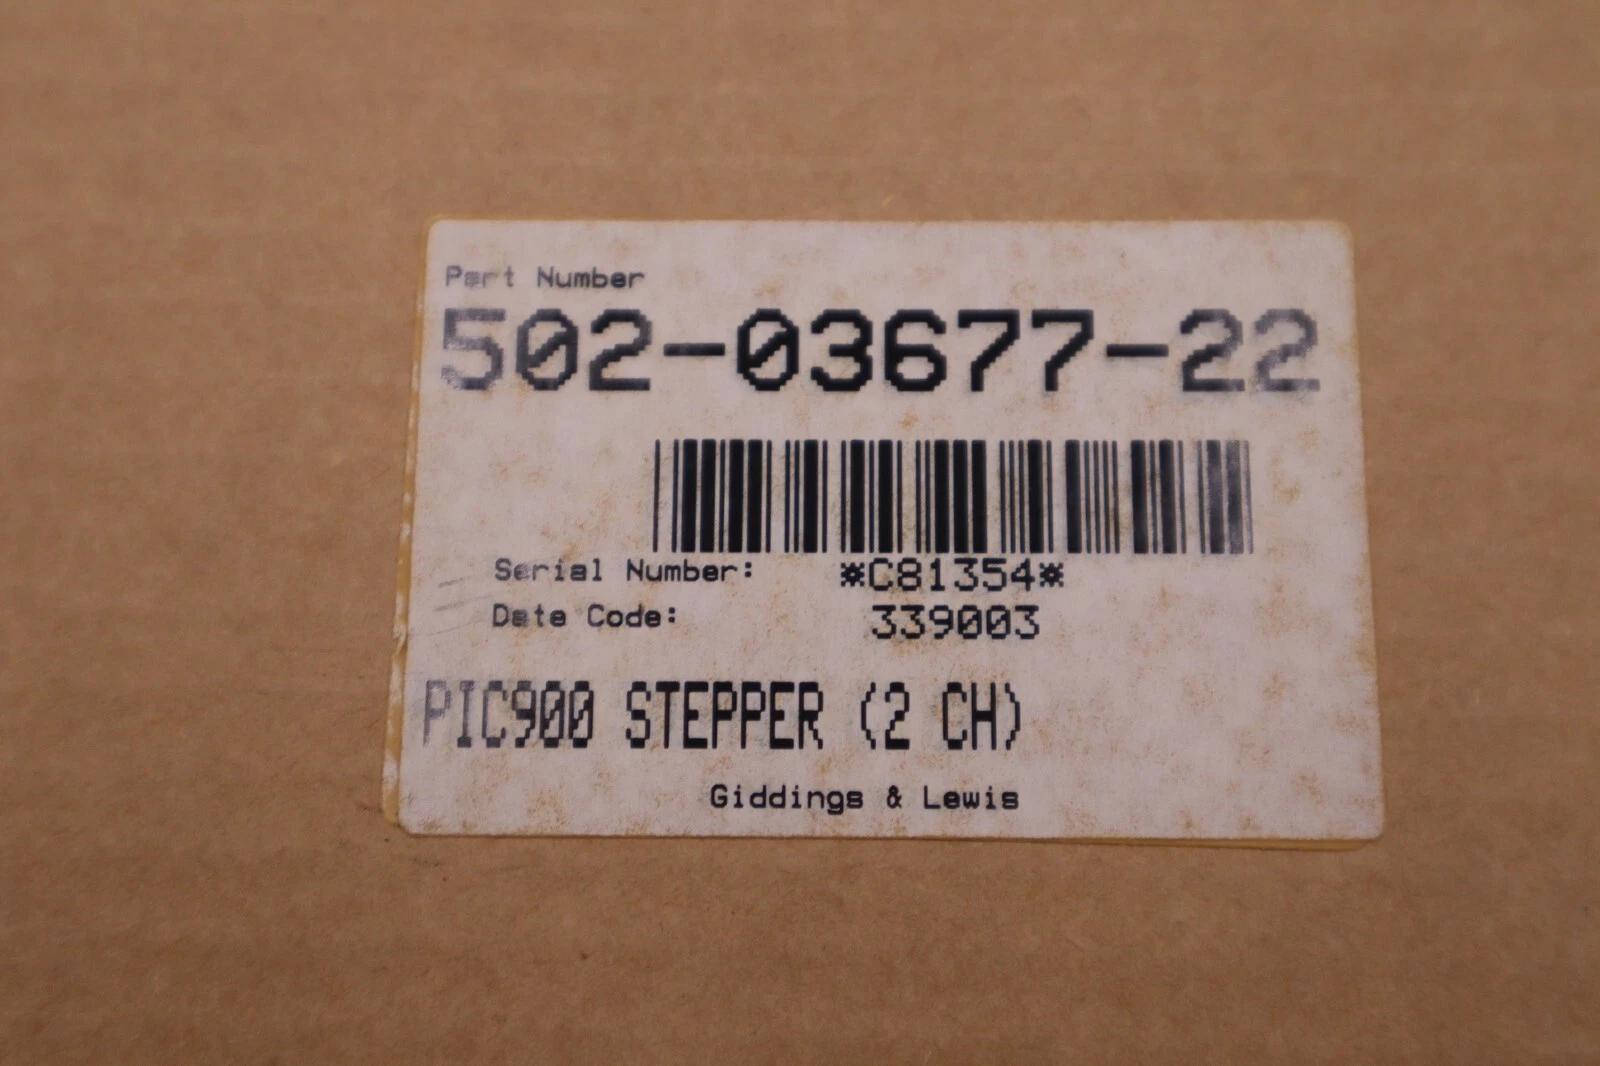 Part Number
502-03677-22
Serial Number: *C81354*
Date Code: 339003
PIC900 STEPPER (2 CH)
Giddings & Lewis